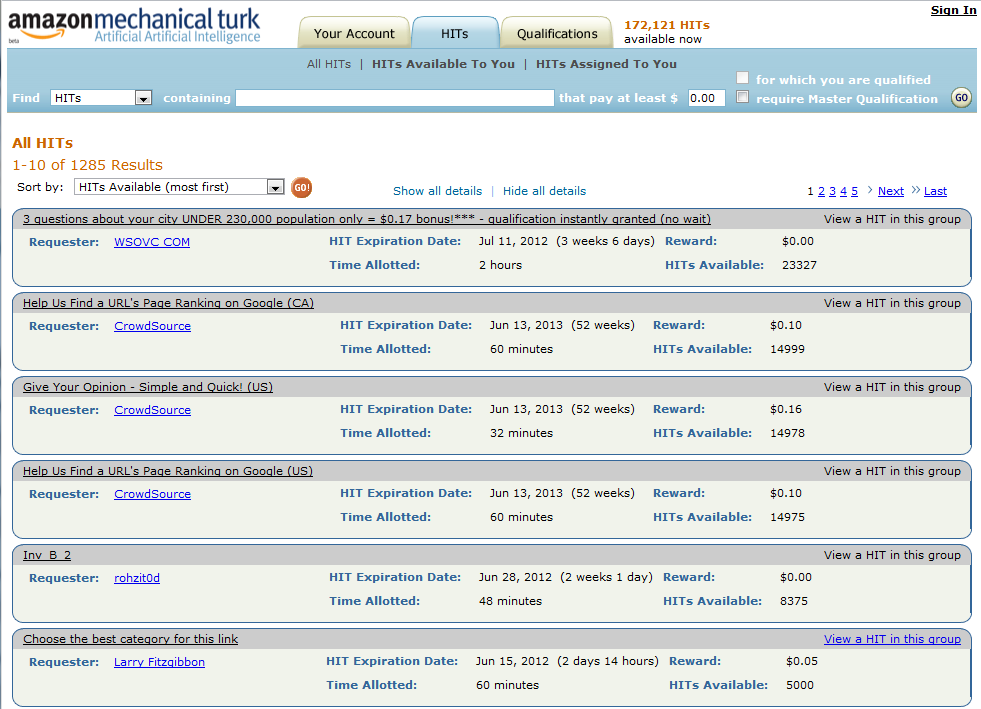 Sign In
amazonmechanical turk
beta
Artificial Artificial Intelligence
Your Account
HITs
Qualifications
172,121 HITs
available now
All HITs | HITs Available To You | HITs Assigned To You
Find HITs containing that pay at least $ 0.00
for which you are qualified
require Master Qualification
GO
All HITs
1-10 of 1285 Results
Sort by: HITs Available (most first) GO!
Show all details | Hide all details
1 2 3 4 5 › Next » Last
3 questions about your city UNDER 230,000 population only = $0.17 bonus!*** - qualification instantly granted (no wait) View a HIT in this group
Requester: WSOVC COM HIT Expiration Date: Jul 11, 2012 (3 weeks 6 days) Reward: $0.00
Time Allotted: 2 hours HITs Available: 23327
Help Us Find a URL's Page Ranking on Google (CA) View a HIT in this group
Requester: CrowdSource HIT Expiration Date: Jun 13, 2013 (52 weeks) Reward: $0.10
Time Allotted: 60 minutes HITs Available: 14999
Give Your Opinion - Simple and Quick! (US) View a HIT in this group
Requester: CrowdSource HIT Expiration Date: Jun 13, 2013 (52 weeks) Reward: $0.16
Time Allotted: 32 minutes HITs Available: 14978
Help Us Find a URL's Page Ranking on Google (US) View a HIT in this group
Requester: CrowdSource HIT Expiration Date: Jun 13, 2013 (52 weeks) Reward: $0.10
Time Allotted: 60 minutes HITs Available: 14975
Inv_B_2 View a HIT in this group
Requester: rohzit0d HIT Expiration Date: Jun 28, 2012 (2 weeks 1 day) Reward: $0.00
Time Allotted: 48 minutes HITs Available: 8375
Choose the best category for this link View a HIT in this group
Requester: Larry Fitzgibbon HIT Expiration Date: Jun 15, 2012 (2 days 14 hours) Reward: $0.05
Time Allotted: 60 minutes HITs Available: 5000